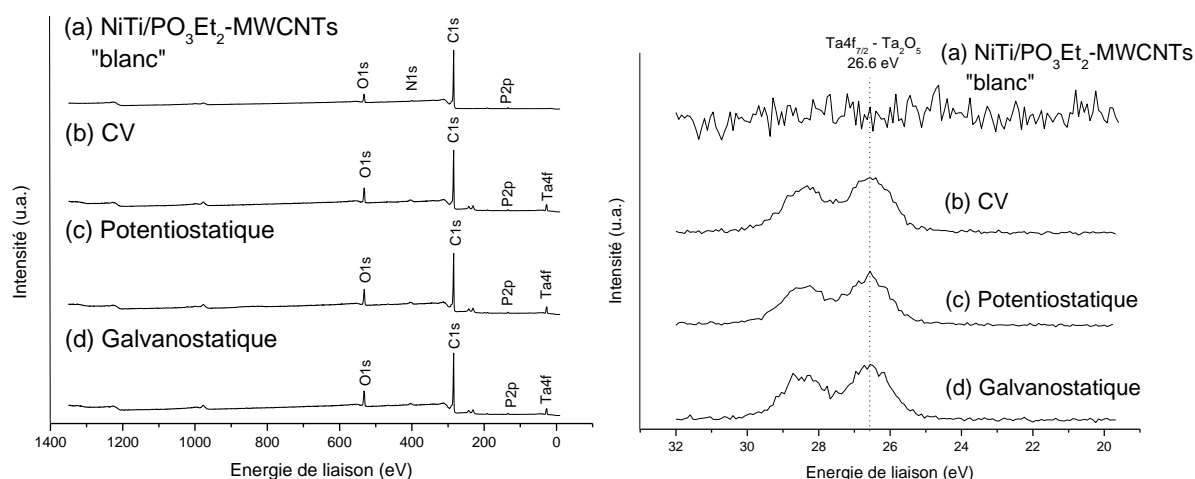 (a) NiTi/PO3Et2-MWCNTs
"blanc"
C1s
O1s
N1s
P2p
(b) CV
C1s
O1s
P2p
Ta4f
(c) Potentiostatique
C1s
O1s
P2p
Ta4f
(d) Galvanostatique
C1s
O1s
P2p
Ta4f
Intensité (u.a.)
1400 1200 1000 800 600 400 200 0
Energie de liaison (eV)
Ta4f7/2 - Ta2O5
26.6 eV
(a) NiTi/PO3Et2-MWCNTs
"blanc"
(b) CV
(c) Potentiostatique
(d) Galvanostatique
Intensité (u.a.)
32 30 28 26 24 22 20
Energie de liaison (eV)